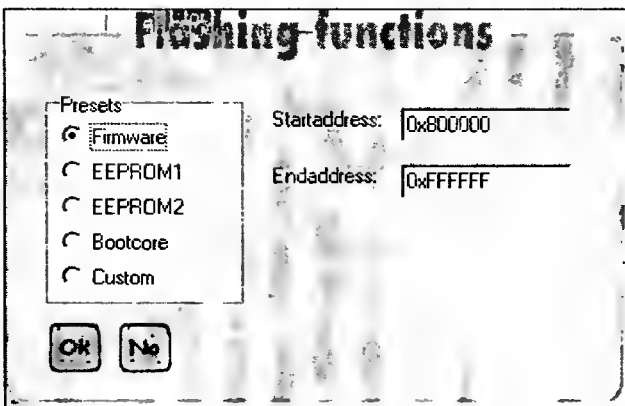 Flashing functions
Presets
Firmware
EEPROM1
EEPROM2
Bootcore
Custom
Startaddress: 0x800000
Endaddress: 0xFFFFFF
Ok No